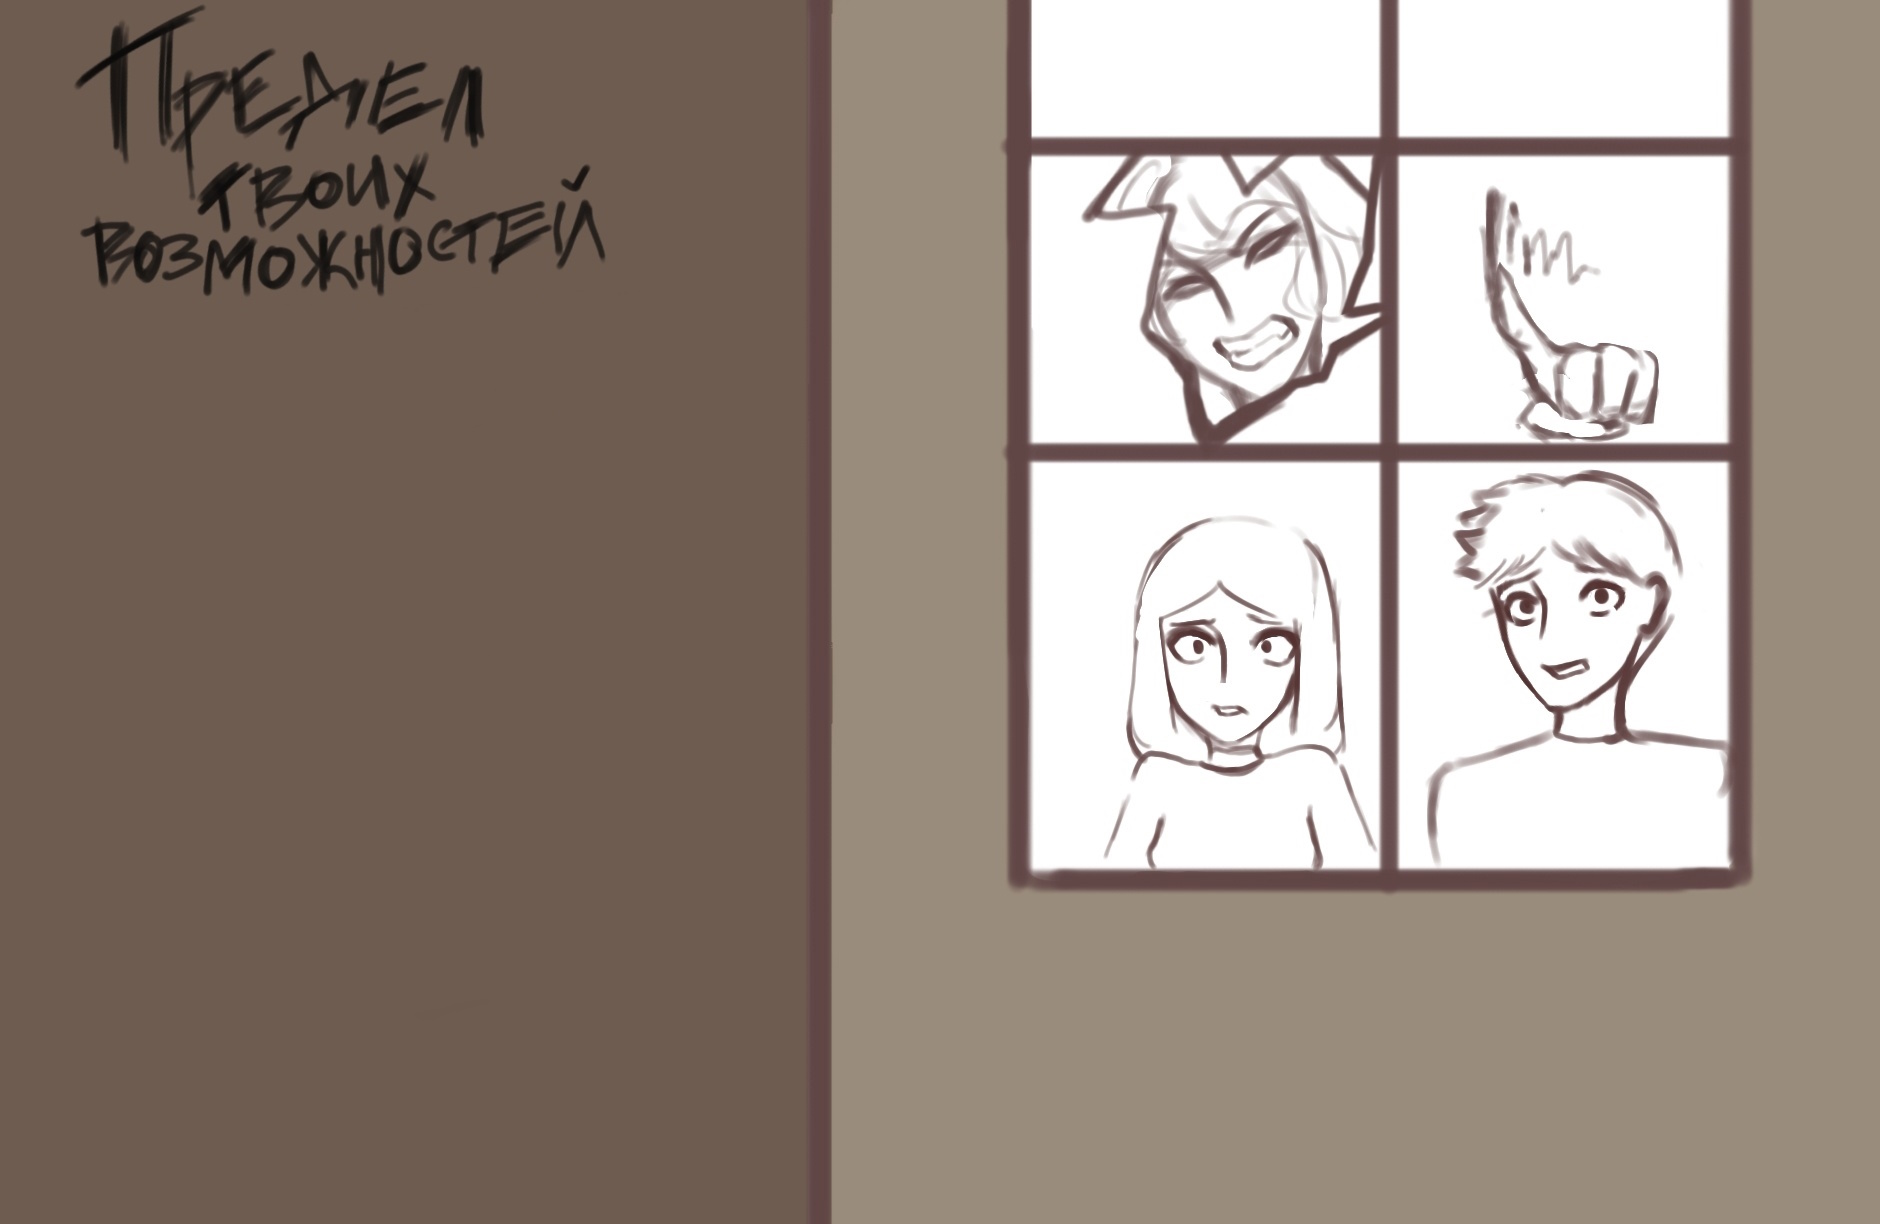 Предел
твоих
возможностей